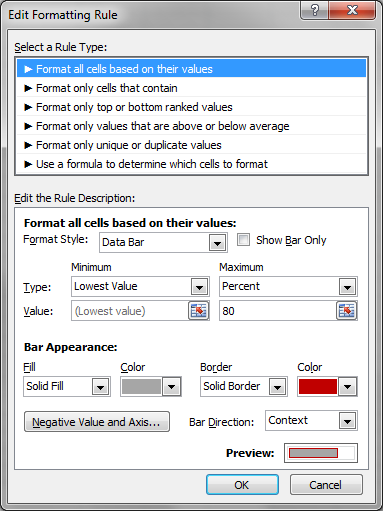 Edit Formatting Rule
Select a Rule Type:
► Format all cells based on their values
► Format only cells that contain
► Format only top or bottom ranked values
► Format only values that are above or below average
► Format only unique or duplicate values
► Use a formula to determine which cells to format
Edit the Rule Description:
Format all cells based on their values:
Format Style: Data Bar Show Bar Only
Minimum Maximum
Type: Lowest Value Percent
Value: (Lowest value) 80
Bar Appearance:
Fill Color Border Color
Solid Fill Solid Border
Negative Value and Axis... Bar Direction: Context
Preview:
OK Cancel